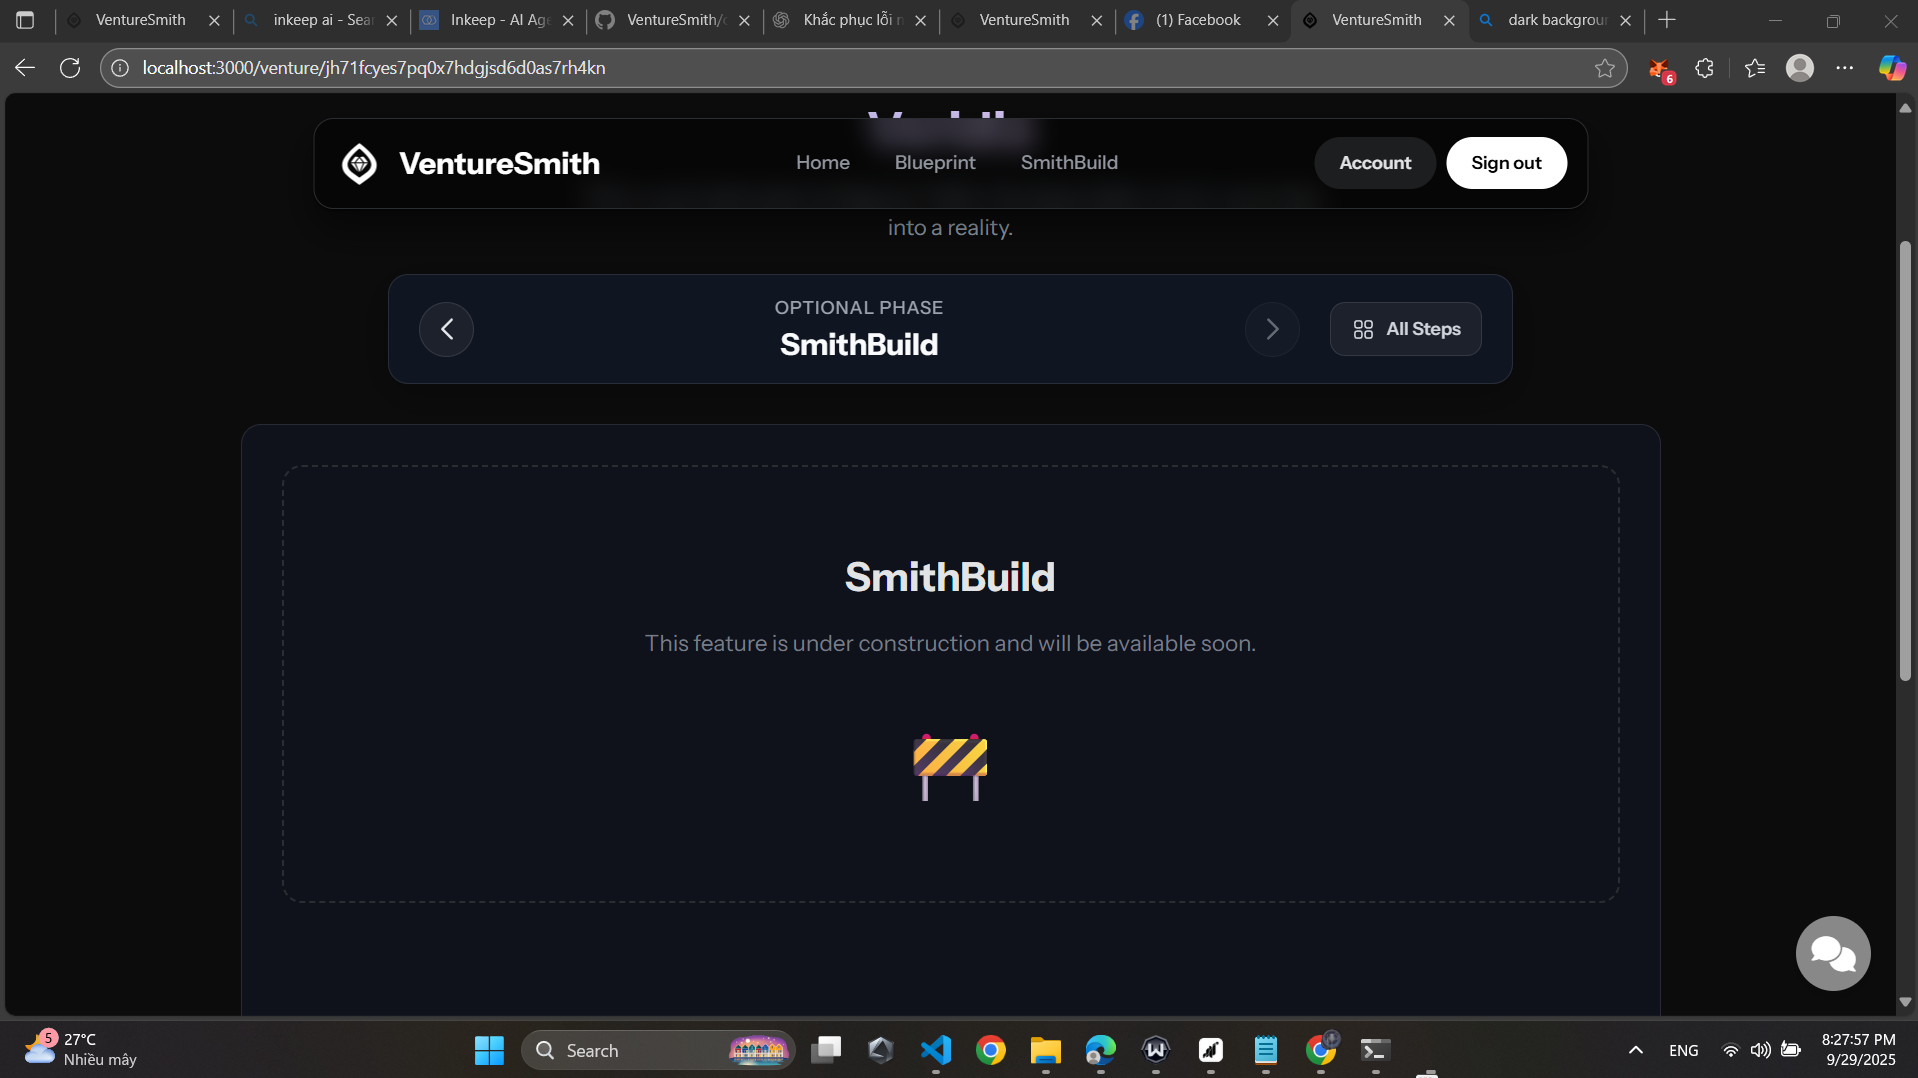 VentureSmith
inkeep ai - Sear
Inkeep - AI Age
VentureSmith/c
Khắc phục lỗi n
VentureSmith
(1) Facebook
VentureSmith
dark backgroun
localhost:3000/venture/jh71fcyes7pq0x7hdgjsd6d0as7rh4kn
6
VentureSmith
Home
Blueprint
SmithBuild
Account
Sign out
into a reality.
OPTIONAL PHASE
SmithBuild
All Steps
SmithBuild
This feature is under construction and will be available soon.
5
27°C
Nhiều mây
Search
ENG
8:27:57 PM
9/29/2025